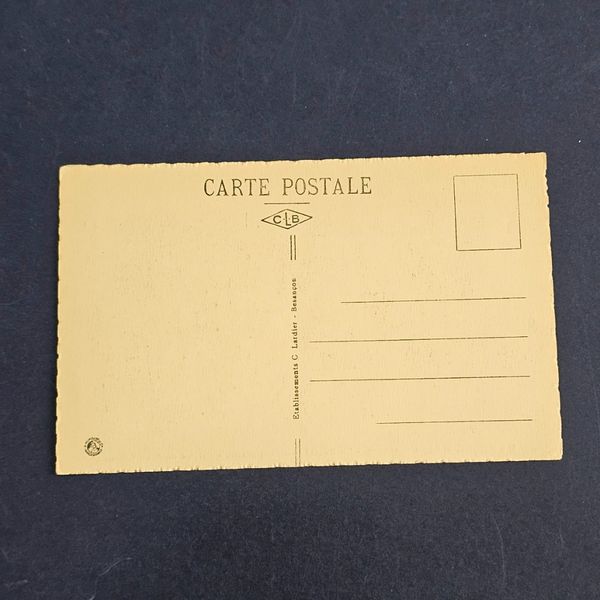 CARTE POSTALE
CLB
Etablissements C. Lardier - Besançon